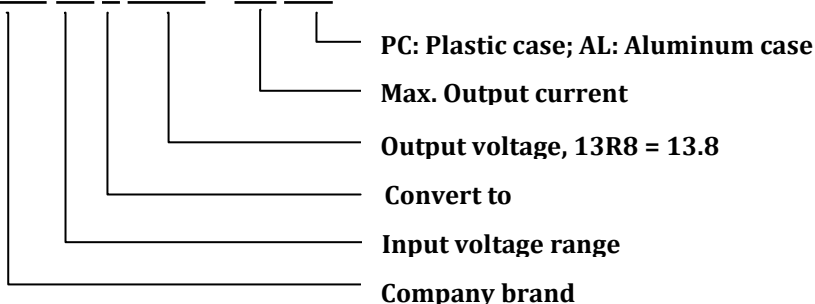 PC: Plastic case; AL: Aluminum case
Max. Output current
Output voltage, 13R8 = 13.8
Convert to
Input voltage range
Company brand